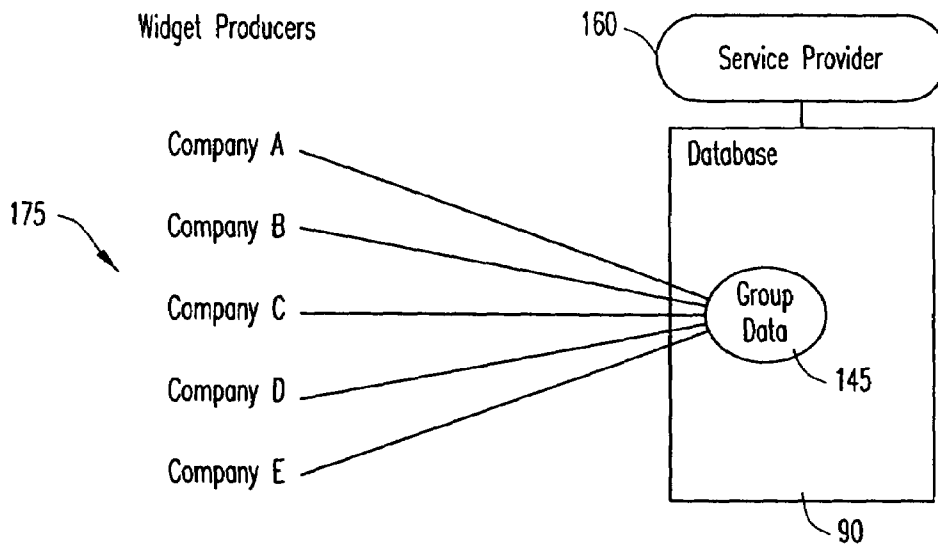 Widget Producers
160
Service Provider
Database
Company A
175
Company B
Company C
Group
Data
145
Company D
Company E
90